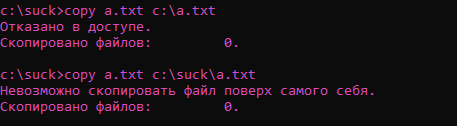 c:\suck>copy a.txt c:\a.txt
Отказано в доступе.
Скопировано файлов:         0.
c:\suck>copy a.txt c:\suck\a.txt
Невозможно скопировать файл поверх самого себя.
Скопировано файлов:         0.